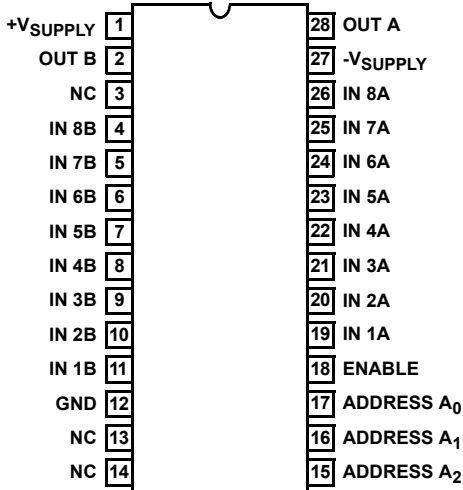 +VSUPPLY 1 28 OUT A
OUT B 2 27 -VSUPPLY
NC 3 26 IN 8A
IN 8B 4 25 IN 7A
IN 7B 5 24 IN 6A
IN 6B 6 23 IN 5A
IN 5B 7 22 IN 4A
IN 4B 8 21 IN 3A
IN 3B 9 20 IN 2A
IN 2B 10 19 IN 1A
IN 1B 11 18 ENABLE
GND 12 17 ADDRESS A0
NC 13 16 ADDRESS A1
NC 14 15 ADDRESS A2